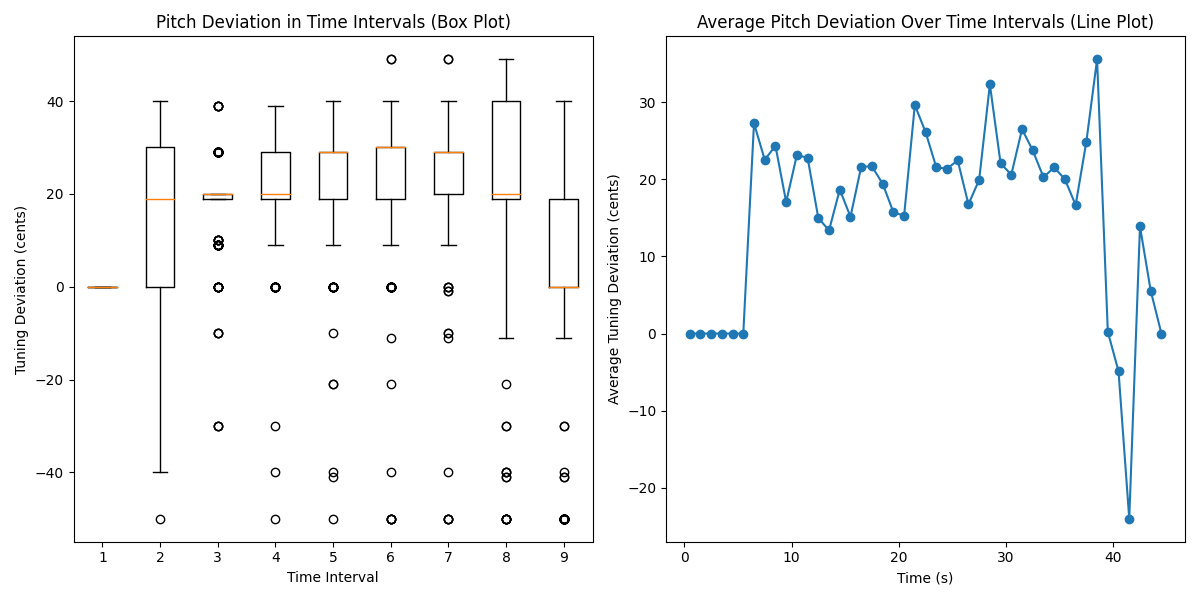 Pitch Deviation in Time Intervals (Box Plot)
Tuning Deviation (cents)
40
20
0
−20
−40
1 2 3 4 5 6 7 8 9
Time Interval
Average Pitch Deviation Over Time Intervals (Line Plot)
Average Tuning Deviation (cents)
30
20
10
0
−10
−20
0 10 20 30 40
Time (s)